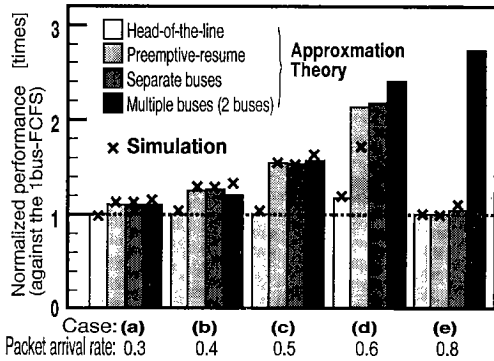 Normalized performance [times]
(against the 1bus-FCFS)
3
2
1
0
Head-of-the-line
Preemptive-resume
Separate buses
Multiple buses (2 buses)
Approxmation
Theory
× Simulation
Case: (a) (b) (c) (d) (e)
Packet arrival rate: 0.3 0.4 0.5 0.6 0.8